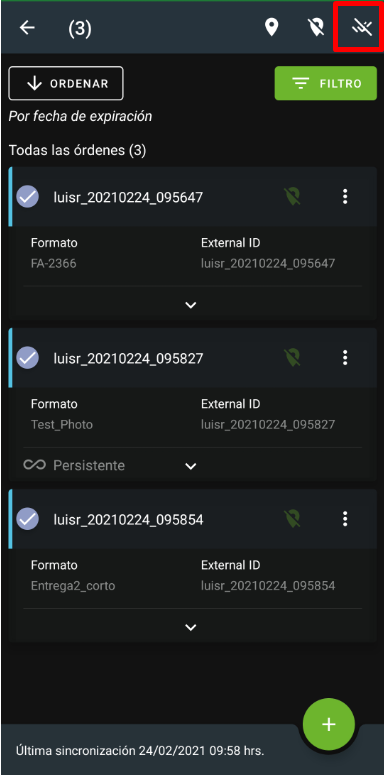 (3)
ORDENAR
FILTRO
Por fecha de expiración
Todas las órdenes (3)
luisr_20210224_095647
Formato External ID
FA-2366 luisr_20210224_095647
luisr_20210224_095827
Formato External ID
Test_Photo luisr_20210224_095827
Persistente
luisr_20210224_095854
Formato External ID
Entrega2_corto luisr_20210224_095854
Última sincronización 24/02/2021 09:58 hrs.